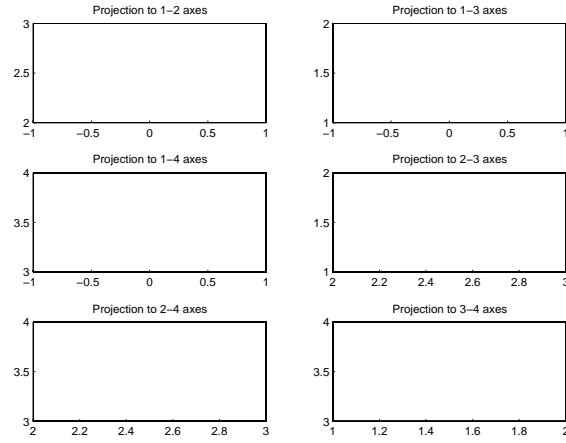 Projection to 1−2 axes
3
2.5
2
−1 −0.5 0 0.5 1
Projection to 1−3 axes
2
1.5
1
−1 −0.5 0 0.5 1
Projection to 1−4 axes
4
3.5
3
−1 −0.5 0 0.5 1
Projection to 2−3 axes
2
1.5
1
2 2.2 2.4 2.6 2.8 3
Projection to 2−4 axes
4
3.5
3
2 2.2 2.4 2.6 2.8 3
Projection to 3−4 axes
4
3.5
3
1 1.2 1.4 1.6 1.8 2